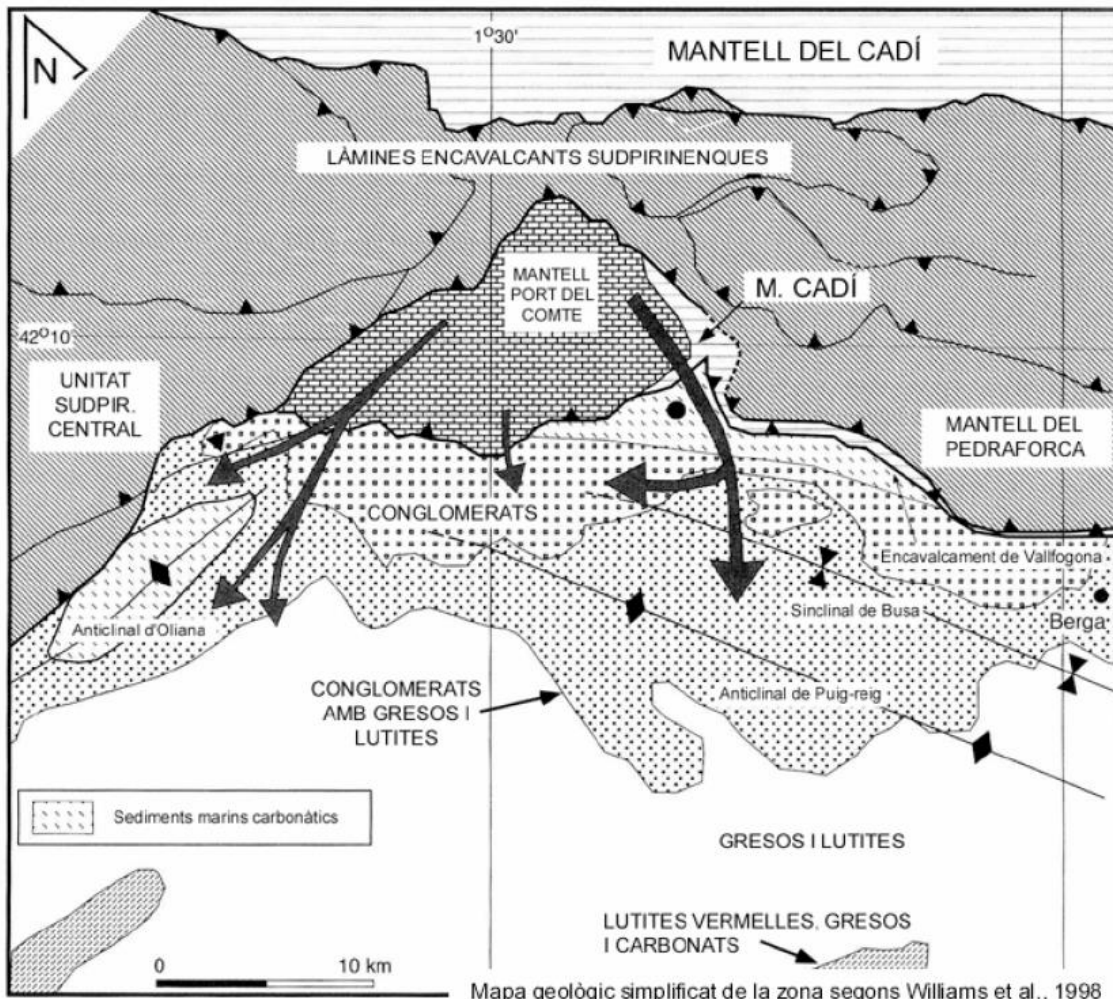 N
1°30'
MANTELL DEL CADÍ
LÀMINES ENCAVALCANTS SUDPIRINENQUES
MANTELL
PORT DEL
COMTE
M. CADÍ
42°10
UNITAT
SUDPIR.
CENTRAL
MANTELL DEL
PEDRAFORCA
CONGLOMERATS
Encavalcament de Vallfogona
Sinclinal de Busa
Berga
Anticlinal d'Oliana
CONGLOMERATS
AMB GRESOS I
LUTITES
Anticlinal de Puig-reig
Sediments marins carbonàtics
GRESOS I LUTITES
LUTITES VERMELLES, GRESOS
I CARBONATS
0 10 km
Mapa geològic simplificat de la zona segons Williams et al., 1998